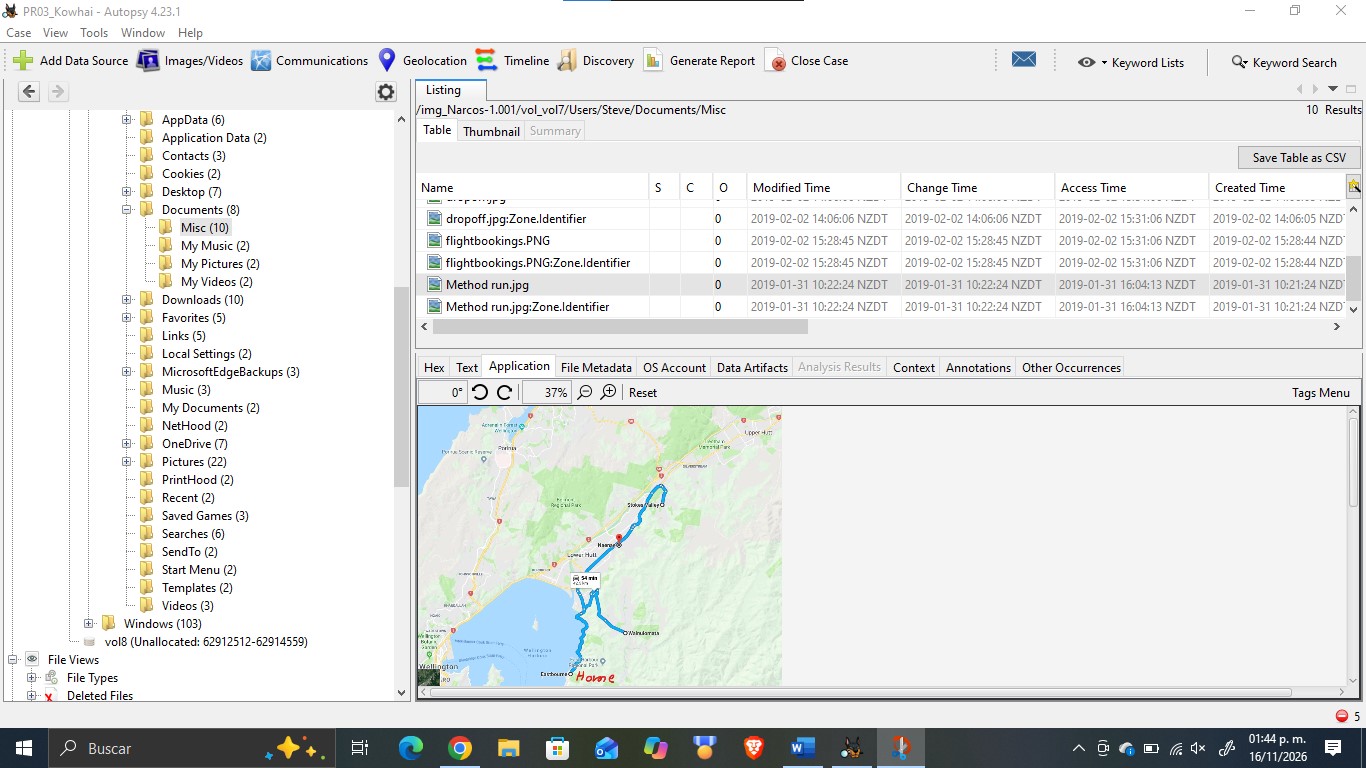 PR03_Kowhai - Autopsy 4.23.1
Case View Tools Window Help
Add Data Source Images/Videos Communications Geolocation Timeline Discovery Generate Report Close Case Keyword Lists Keyword Search
Listing
/img_Narcos-1.001/vol_vol7/Users/Steve/Documents/Misc 10 Results
Table Thumbnail Summary
Save Table as CSV
Name S C O Modified Time Change Time Access Time Created Time
dropoff.jpg
dropoff.jpg:Zone.Identifier 0 2019-02-02 14:06:06 NZDT 2019-02-02 14:06:06 NZDT 2019-02-02 15:31:06 NZDT 2019-02-02 14:06:05 NZDT
flightbookings.PNG 0 2019-02-02 15:28:45 NZDT 2019-02-02 15:28:45 NZDT 2019-02-02 15:31:06 NZDT 2019-02-02 15:28:44 NZDT
flightbookings.PNG:Zone.Identifier 0 2019-02-02 15:28:45 NZDT 2019-02-02 15:28:45 NZDT 2019-02-02 15:31:06 NZDT 2019-02-02 15:28:44 NZDT
Method run.jpg 0 2019-01-31 10:22:24 NZDT 2019-01-31 10:22:24 NZDT 2019-01-31 16:04:13 NZDT 2019-01-31 10:21:24 NZDT
Method run.jpg:Zone.Identifier 0 2019-01-31 10:22:24 NZDT 2019-01-31 10:22:24 NZDT 2019-01-31 16:04:13 NZDT 2019-01-31 10:21:24 NZDT
AppData (6)
Application Data (2)
Contacts (3)
Cookies (2)
Desktop (7)
Documents (8)
Misc (10)
My Music (2)
My Pictures (2)
My Videos (2)
Downloads (10)
Favorites (5)
Links (5)
Local Settings (2)
MicrosoftEdgeBackups (3)
Music (3)
My Documents (2)
NetHood (2)
OneDrive (7)
Pictures (22)
PrintHood (2)
Recent (2)
Saved Games (3)
Searches (6)
SendTo (2)
Start Menu (2)
Templates (2)
Videos (3)
Windows (103)
vol8 (Unallocated: 62912512-62914559)
File Views
File Types
Deleted Files
Hex Text Application File Metadata OS Account Data Artifacts Analysis Results Context Annotations Other Occurrences
0° 37% Reset Tags Menu
Porirua
Upper Hutt
Stokes Valley
Naenae
Lower Hutt
54 min
Wainuiomata
Wellington
Eastbourne Home
5
Buscar
01:44 p. m.
16/11/2026